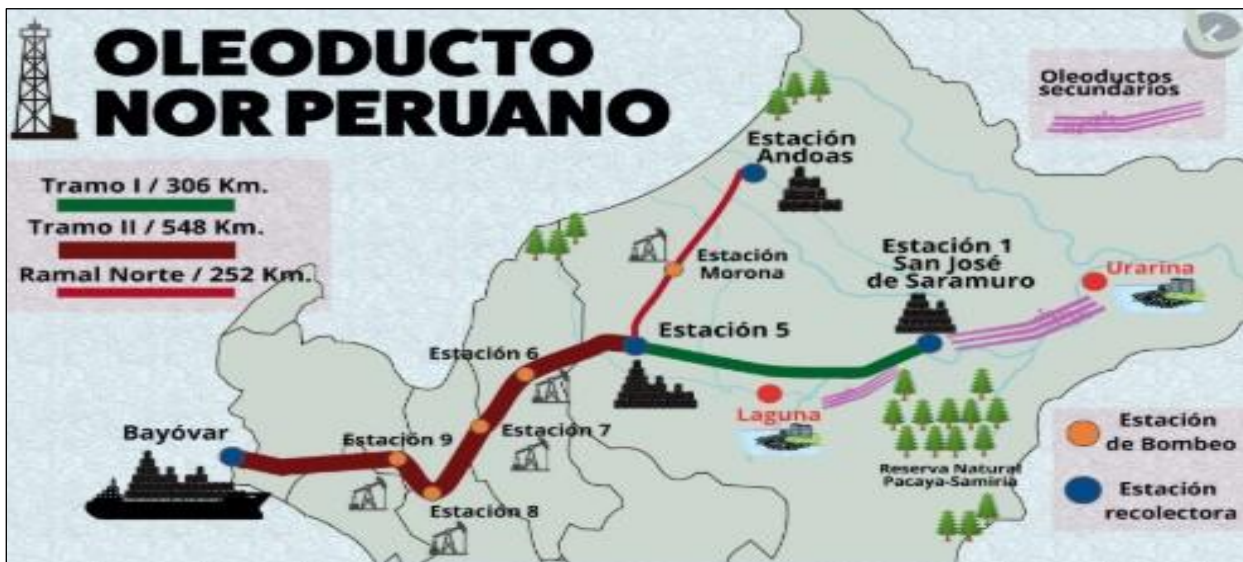 OLEODUCTO
NOR PERUANO
Tramo I / 306 Km.
Tramo II / 548 Km.
Ramal Norte / 252 Km.
Oleoductos
secundarios
Estación
Andoas
Estación
Morona
Estación 1
San José
de Saramuro
Urarina
Estación 5
Estación 6
Laguna
Estación 7
Bayóvar
Estación 9
Estación 8
Reserva Natural
Pacaya-Samiria
Estación
de Bombeo
Estación
recolectora